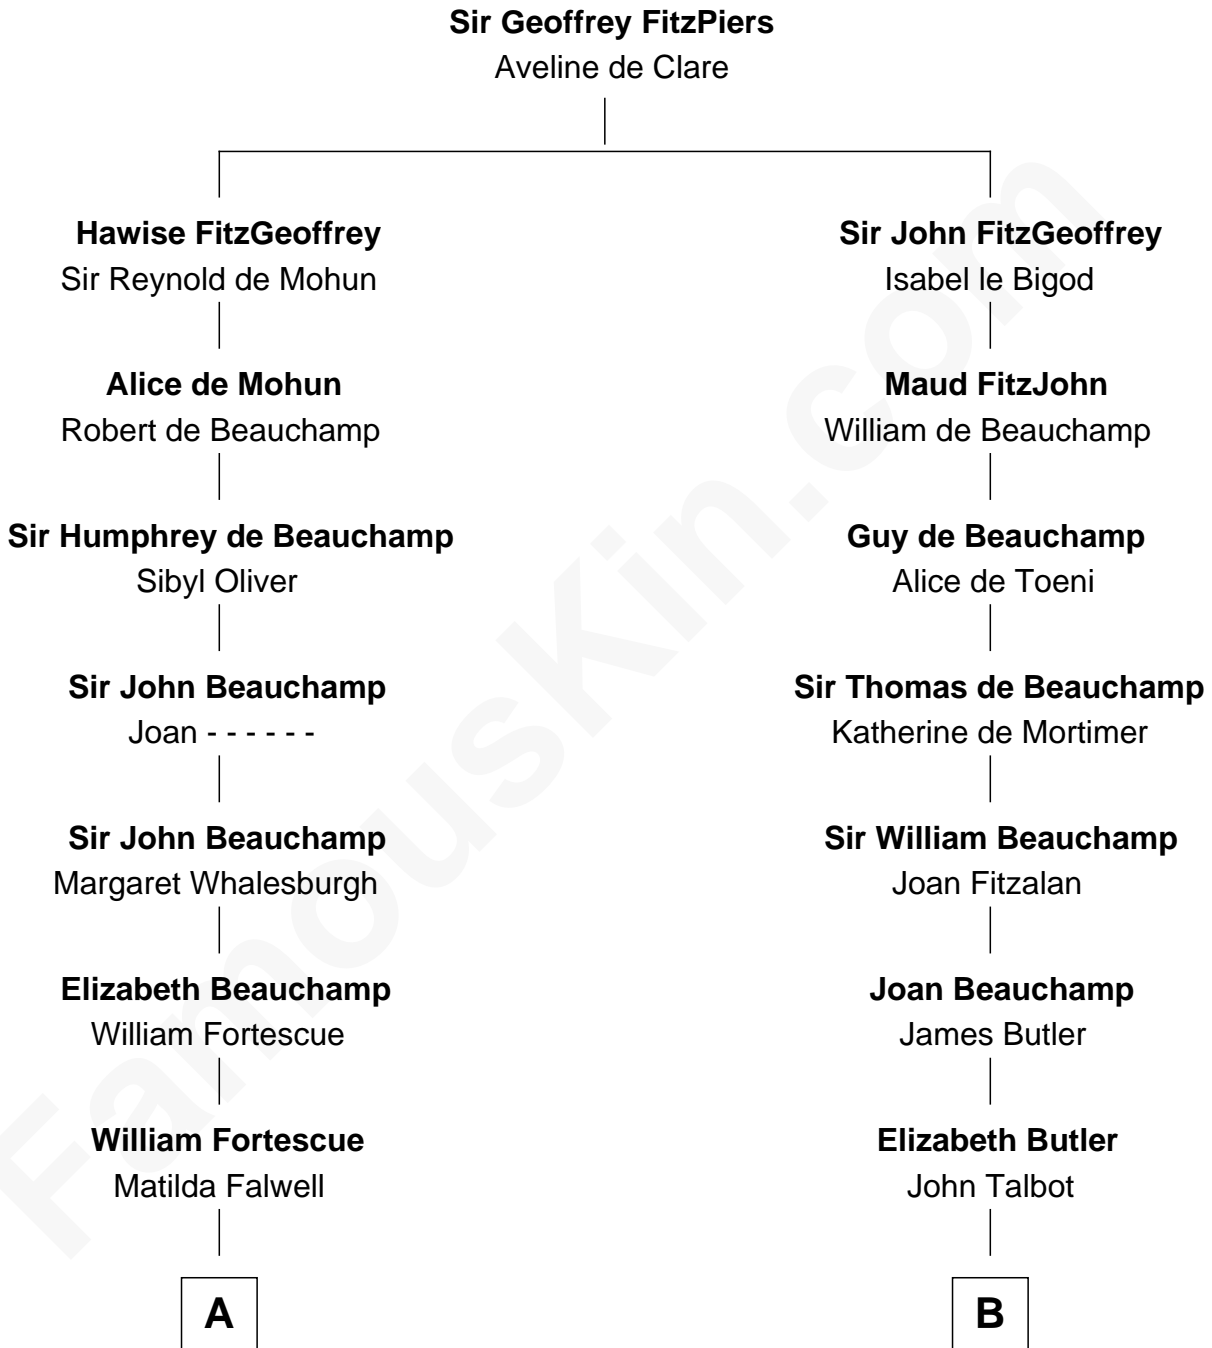 Sir Geoffrey FitzPiers
Aveline de Clare
Hawise FitzGeoffrey
Sir Reynold de Mohun
Alice de Mohun
Robert de Beauchamp
Sir Humphrey de Beauchamp
Sibyl Oliver
Sir John Beauchamp
Joan - - - - - -
Sir John Beauchamp
Margaret Whalesburgh
Elizabeth Beauchamp
William Fortescue
William Fortescue
Matilda Falwell
A
Sir John FitzGeoffrey
Isabel le Bigod
Maud FitzJohn
William de Beauchamp
Guy de Beauchamp
Alice de Toeni
Sir Thomas de Beauchamp
Katherine de Mortimer
Sir William Beauchamp
Joan Fitzalan
Joan Beauchamp
James Butler
Elizabeth Butler
John Talbot
B
FamousKin.com